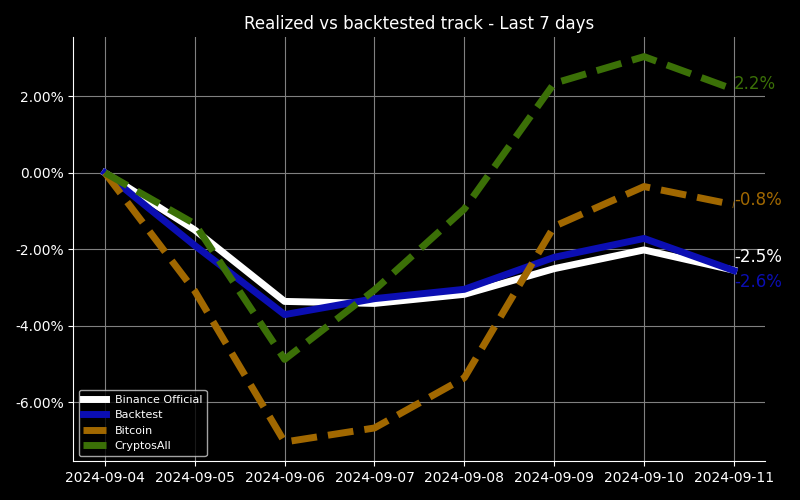 Realized vs backtested track - Last 7 days
2.00%
0.00%
-2.00%
-4.00%
-6.00%
2.2%
-0.8%
-2.5%
-2.6%
Binance Official
Backtest
Bitcoin
CryptosAll
2024-09-04 2024-09-05 2024-09-06 2024-09-07 2024-09-08 2024-09-09 2024-09-10 2024-09-11